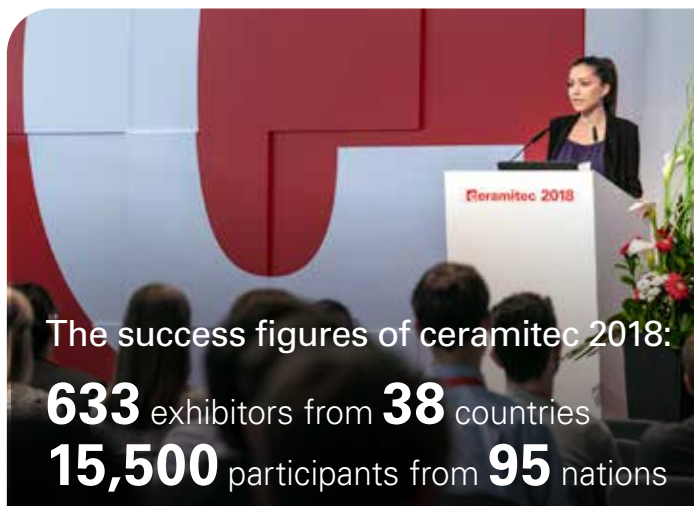 ceramitec 2018
The success figures of ceramitec 2018:
633 exhibitors from 38 countries
15,500 participants from 95 nations